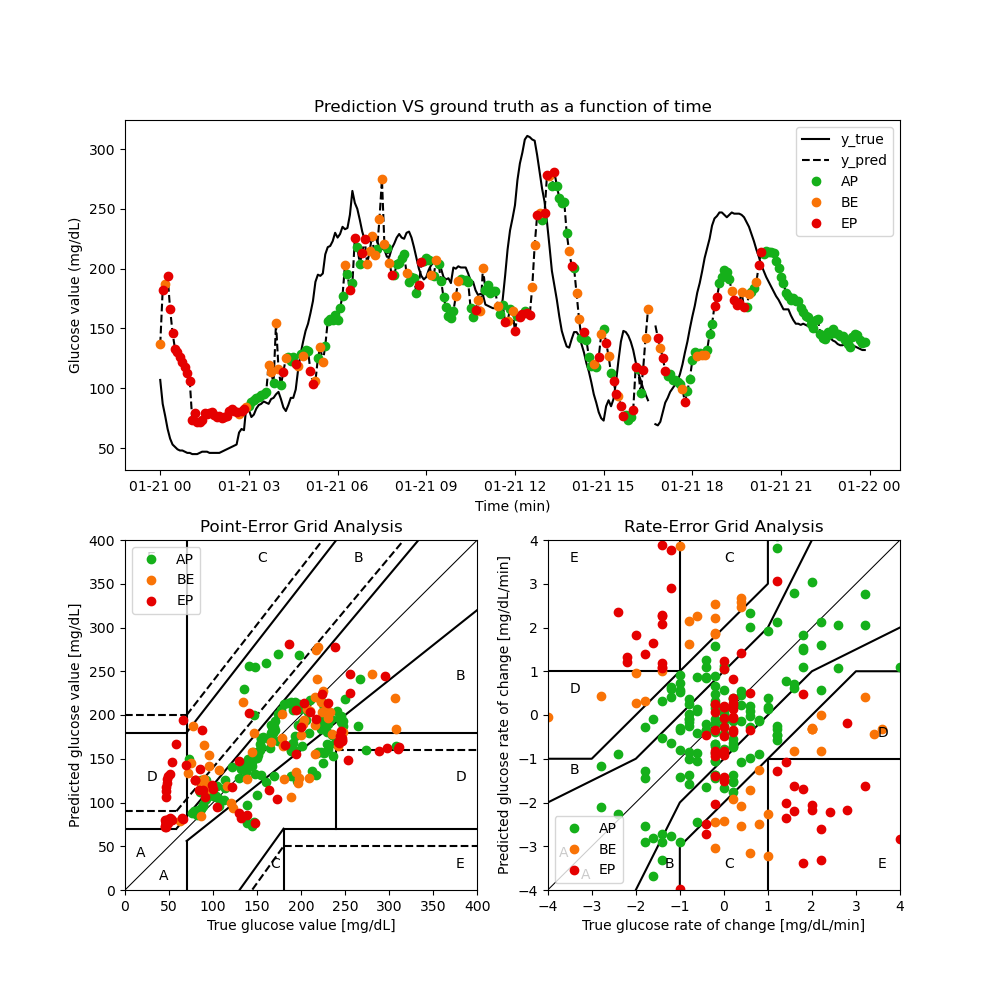 Prediction VS ground truth as a function of time
Glucose value (mg/dL)
300
250
200
150
100
50
y_true
y_pred
AP
BE
EP
01-21 00 01-21 03 01-21 06 01-21 09 01-21 12 01-21 15 01-21 18 01-21 21 01-22 00
Time (min)
Point-Error Grid Analysis
Predicted glucose value [mg/dL]
400
350
300
250
200
150
100
50
0
AP
BE
EP
E
C
B
B
D
D
A
A
C
E
0 50 100 150 200 250 300 350 400
True glucose value [mg/dL]
Rate-Error Grid Analysis
Predicted glucose rate of change [mg/dL/min]
4
3
2
1
0
−1
−2
−3
−4
E
C
D
D
B
A
A
B
C
E
AP
BE
EP
−4 −3 −2 −1 0 1 2 3 4
True glucose rate of change [mg/dL/min]